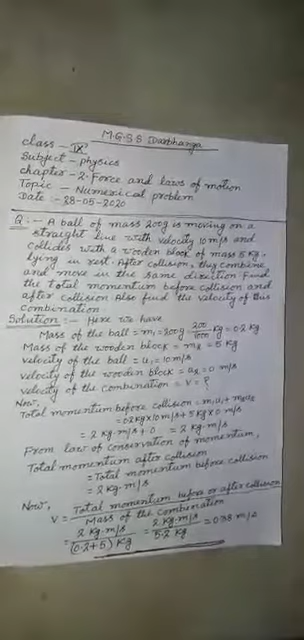 M.G.S.S Darbhanga
class - IX
Subject - physics
chapter - 2. Force and laws of motion
Topic - Numerical problem
Date :- 28-05-2020
Q:- A ball of mass 200g is moving on a
straight line with velocity 10 m/s and
collides with a wooden block of mass 5 kg
lying in rest. After collision, they combine
and move in the same direction. Find
the total momentum before collision and
after collision. Also find the velocity of this
combination.
Solution :- Here we have
Mass of the ball = m₁ = 200g = 200/1000 kg = 0.2 kg
Mass of the wooden block = m₂ = 5 kg
velocity of the ball = u₁ = 10 m/s
velocity of the wooden block = u₂ = 0 m/s
velocity of the combination = v = ?
Now,
Total momentum before collision = m₁u₁ + m₂u₂
= 0.2 kg x 10 m/s + 5 kg x 0 m/s
= 2 kg.m/s + 0 = 2 kg.m/s
From law of conservation of momentum,
Total momentum after collision
= Total momentum before collision
= 2 kg.m/s
Now,
V = Total momentum before or after collision / Mass of the combination
= 2 kg.m/s / (0.2+5) kg = 2 kg.m/s / 5.2 kg = 0.38 m/s